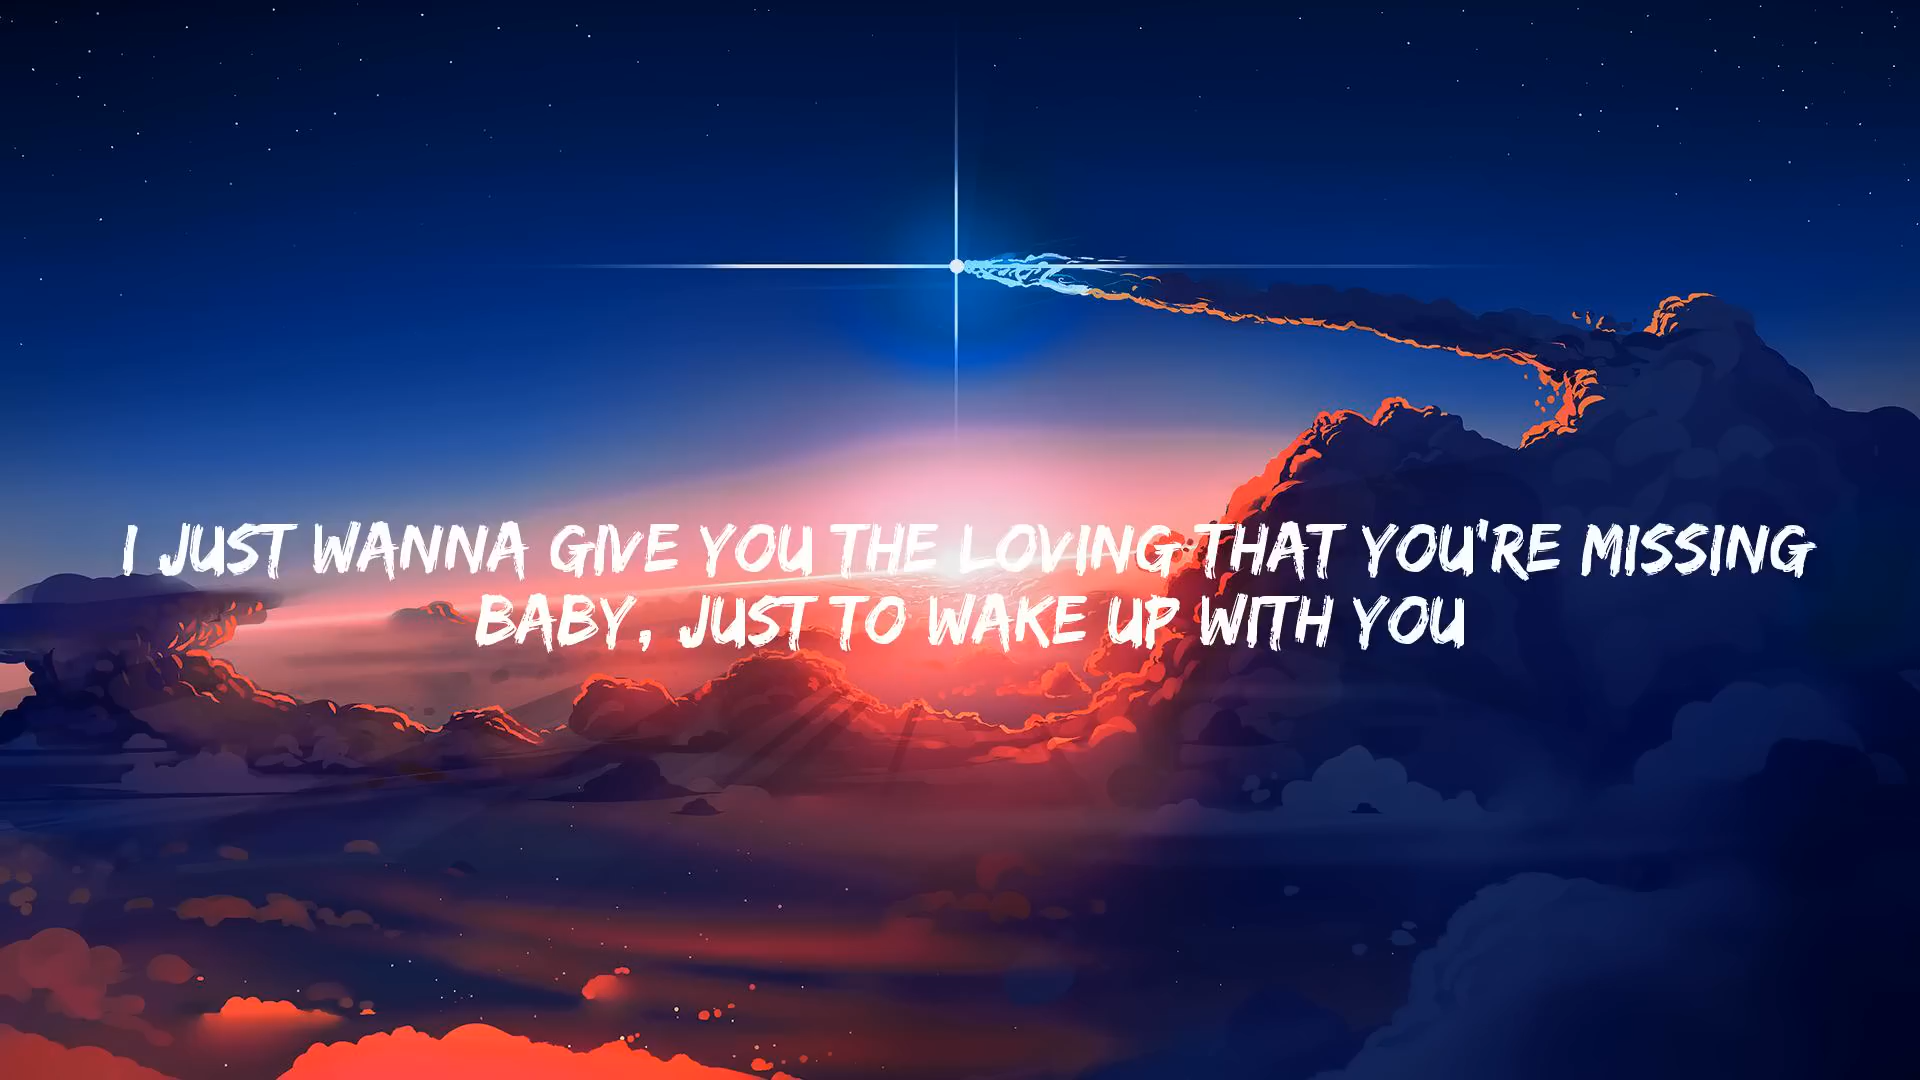 I JUST WANNA GIVE YOU THE LOVING THAT YOU'RE MISSING
BABY, JUST TO WAKE UP WITH YOU